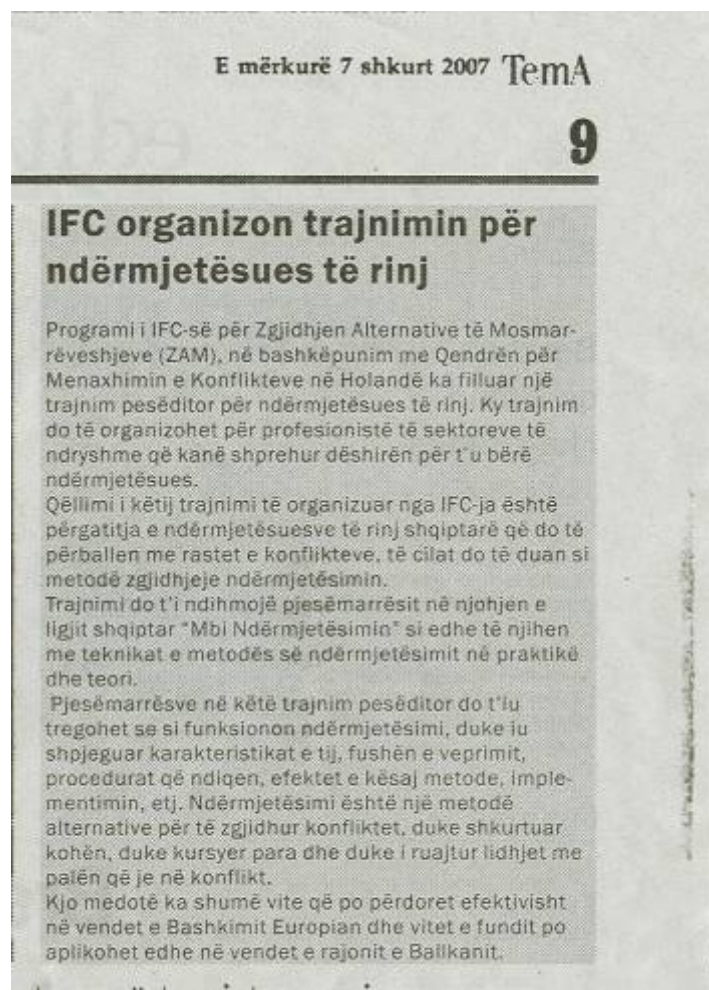 E mërkurë 7 shkurt 2007 TemA
9
IFC organizon trajnimin për
ndërmjetësues të rinj
Programi i IFC-së për Zgjidhjen Alternative të Mosmar-
rëveshjeve (ZAM), në bashkëpunim me Qendrën për
Menaxhimin e Konflikteve në Holandë ka filluar një
trajnim pesëditor për ndërmjetësues të rinj. Ky trajnim
do të organizohet për profesionistë të sektoreve të
ndryshme që kanë shprehur dëshirën për t'u bërë
ndërmjetësues.
Qëllimi i këtij trajnimi të organizuar nga IFC-ja është
përgatitja e ndërmjetësuesve të rinj shqiptarë që do të
përballen me rastet e konflikteve, të cilat do të duan si
metodë zgjidhjeje ndërmjetësimin.
Trajnimi do t'i ndihmojë pjesëmarrësit në njohjen e
ligjit shqiptar "Mbi Ndërmjetësimin" si edhe të njihen
me teknikat e metodës së ndërmjetësimit në praktikë
dhe teori.
Pjesëmarrësve në këtë trajnim pesëditor do t'iu
tregohet se si funksionon ndërmjetësimi, duke iu
shpjeguar karakteristikat e tij, fushën e veprimit,
procedurat që ndiqen, efektet e kësaj metode, imple-
mentimin, etj. Ndërmjetësimi është një metodë
alternative për të zgjidhur konfliktet, duke shkurtuar
kohën, duke kursyer para dhe duke i ruajtur lidhjet me
palën që je në konflikt.
Kjo medotë ka shumë vite që po përdoret efektivisht
në vendet e Bashkimit Europian dhe vitet e fundit po
aplikohet edhe në vendet e rajonit e Ballkanit.